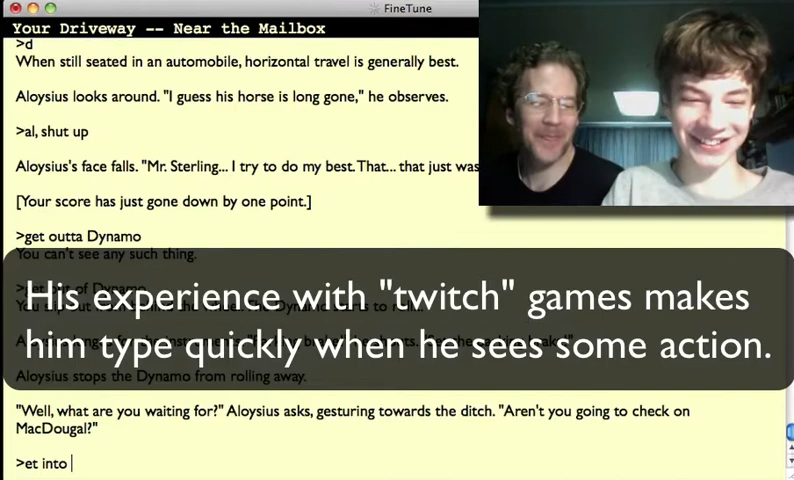 FineTune
Your Driveway -- Near the Mailbox
>d
When still seated in an automobile, horizontal travel is generally best.
Aloysius looks around. "I guess his horse is long gone," he observes.
>al, shut up
Aloysius's face falls. "Mr. Sterling... I try to do my best. That... that just was
[Your score has just gone down by one point.]
>get outta Dynamo
You can't see any such thing.
>get out of Dynamo
His experience with "twitch" games makes
him type quickly when he sees some action.
Aloysius stops the Dynamo from rolling away.
"Well, what are you waiting for?" Aloysius asks, gesturing towards the ditch. "Aren't you going to check on
MacDougal?"
>et into